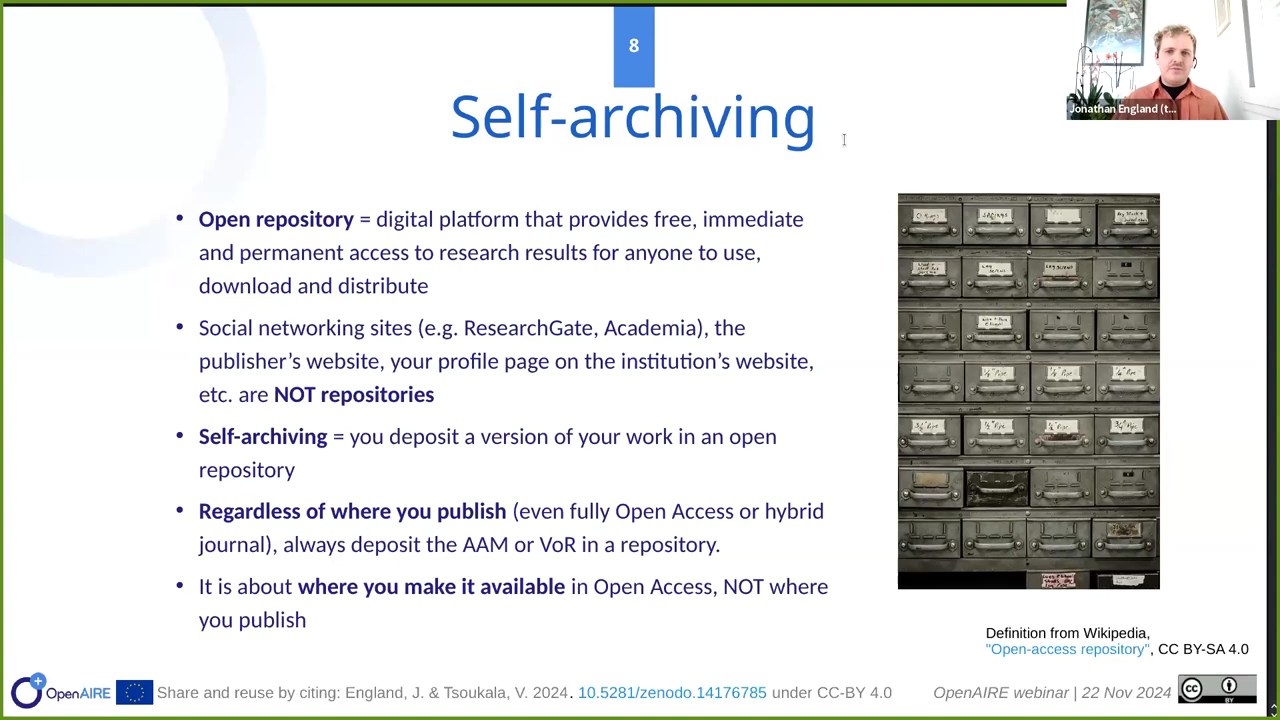 8
Jonathan England (t...
Self-archiving
• Open repository = digital platform that provides free, immediate
and permanent access to research results for anyone to use,
download and distribute
• Social networking sites (e.g. ResearchGate, Academia), the
publisher's website, your profile page on the institution's website,
etc. are NOT repositories
• Self-archiving = you deposit a version of your work in an open
repository
• Regardless of where you publish (even fully Open Access or hybrid
journal), always deposit the AAM or VoR in a repository.
• It is about where you make it available in Open Access, NOT where
you publish
Definition from Wikipedia,
"Open-access repository", CC BY-SA 4.0
OpenAIRE
Share and reuse by citing: England, J. & Tsoukala, V. 2024. 10.5281/zenodo.14176785 under CC-BY 4.0
OpenAIRE webinar | 22 Nov 2024
cc
BY